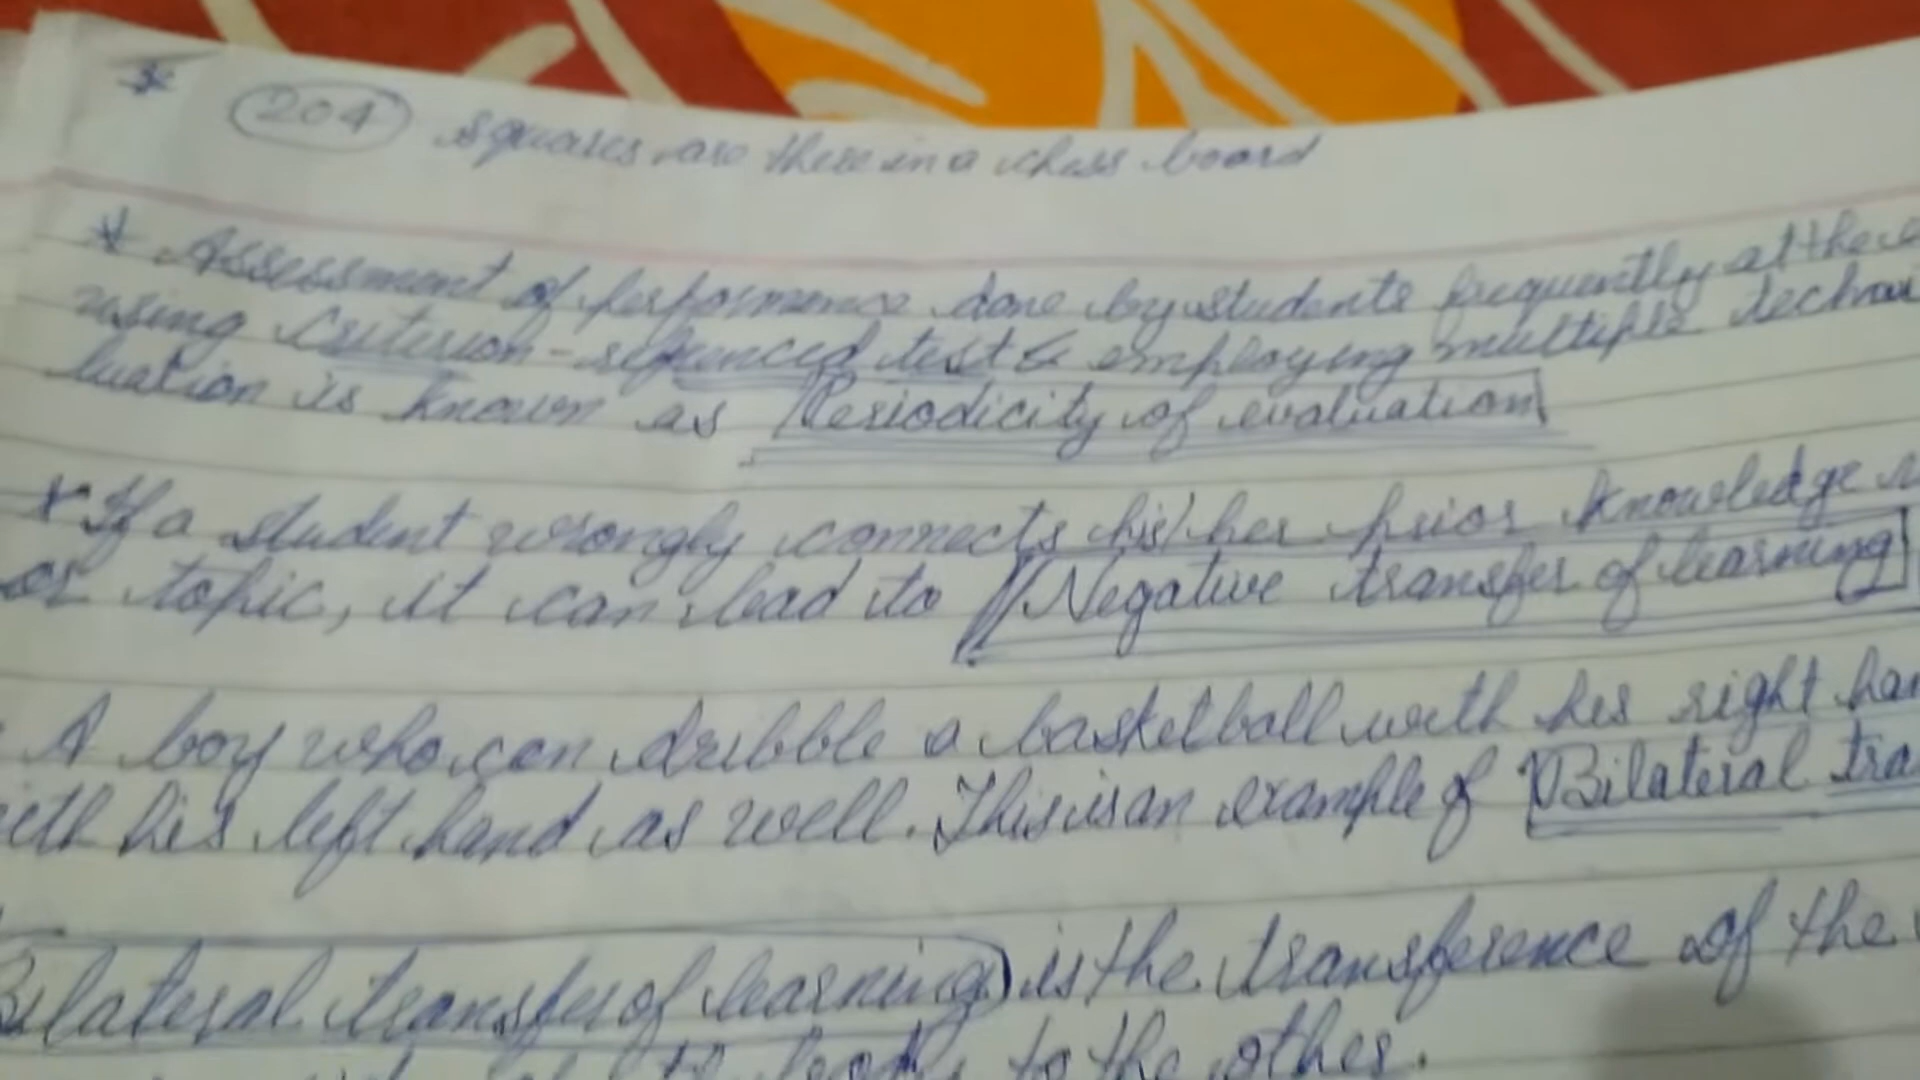 * 204 squares are there in a chess board
* Assessment of performance done by students frequently at the
using Criterion-referenced test & employing multiple
luation is known as Periodicity of evaluation
* If a student wrongly connects his/her prior knowledge
or topic, it can lead to Negative transfer of learning
A boy who can dribble a basketball with his right
with his left hand as well. This is an example of Bilateral tra
Bilateral transfer of learning is the transference of the
to the other.